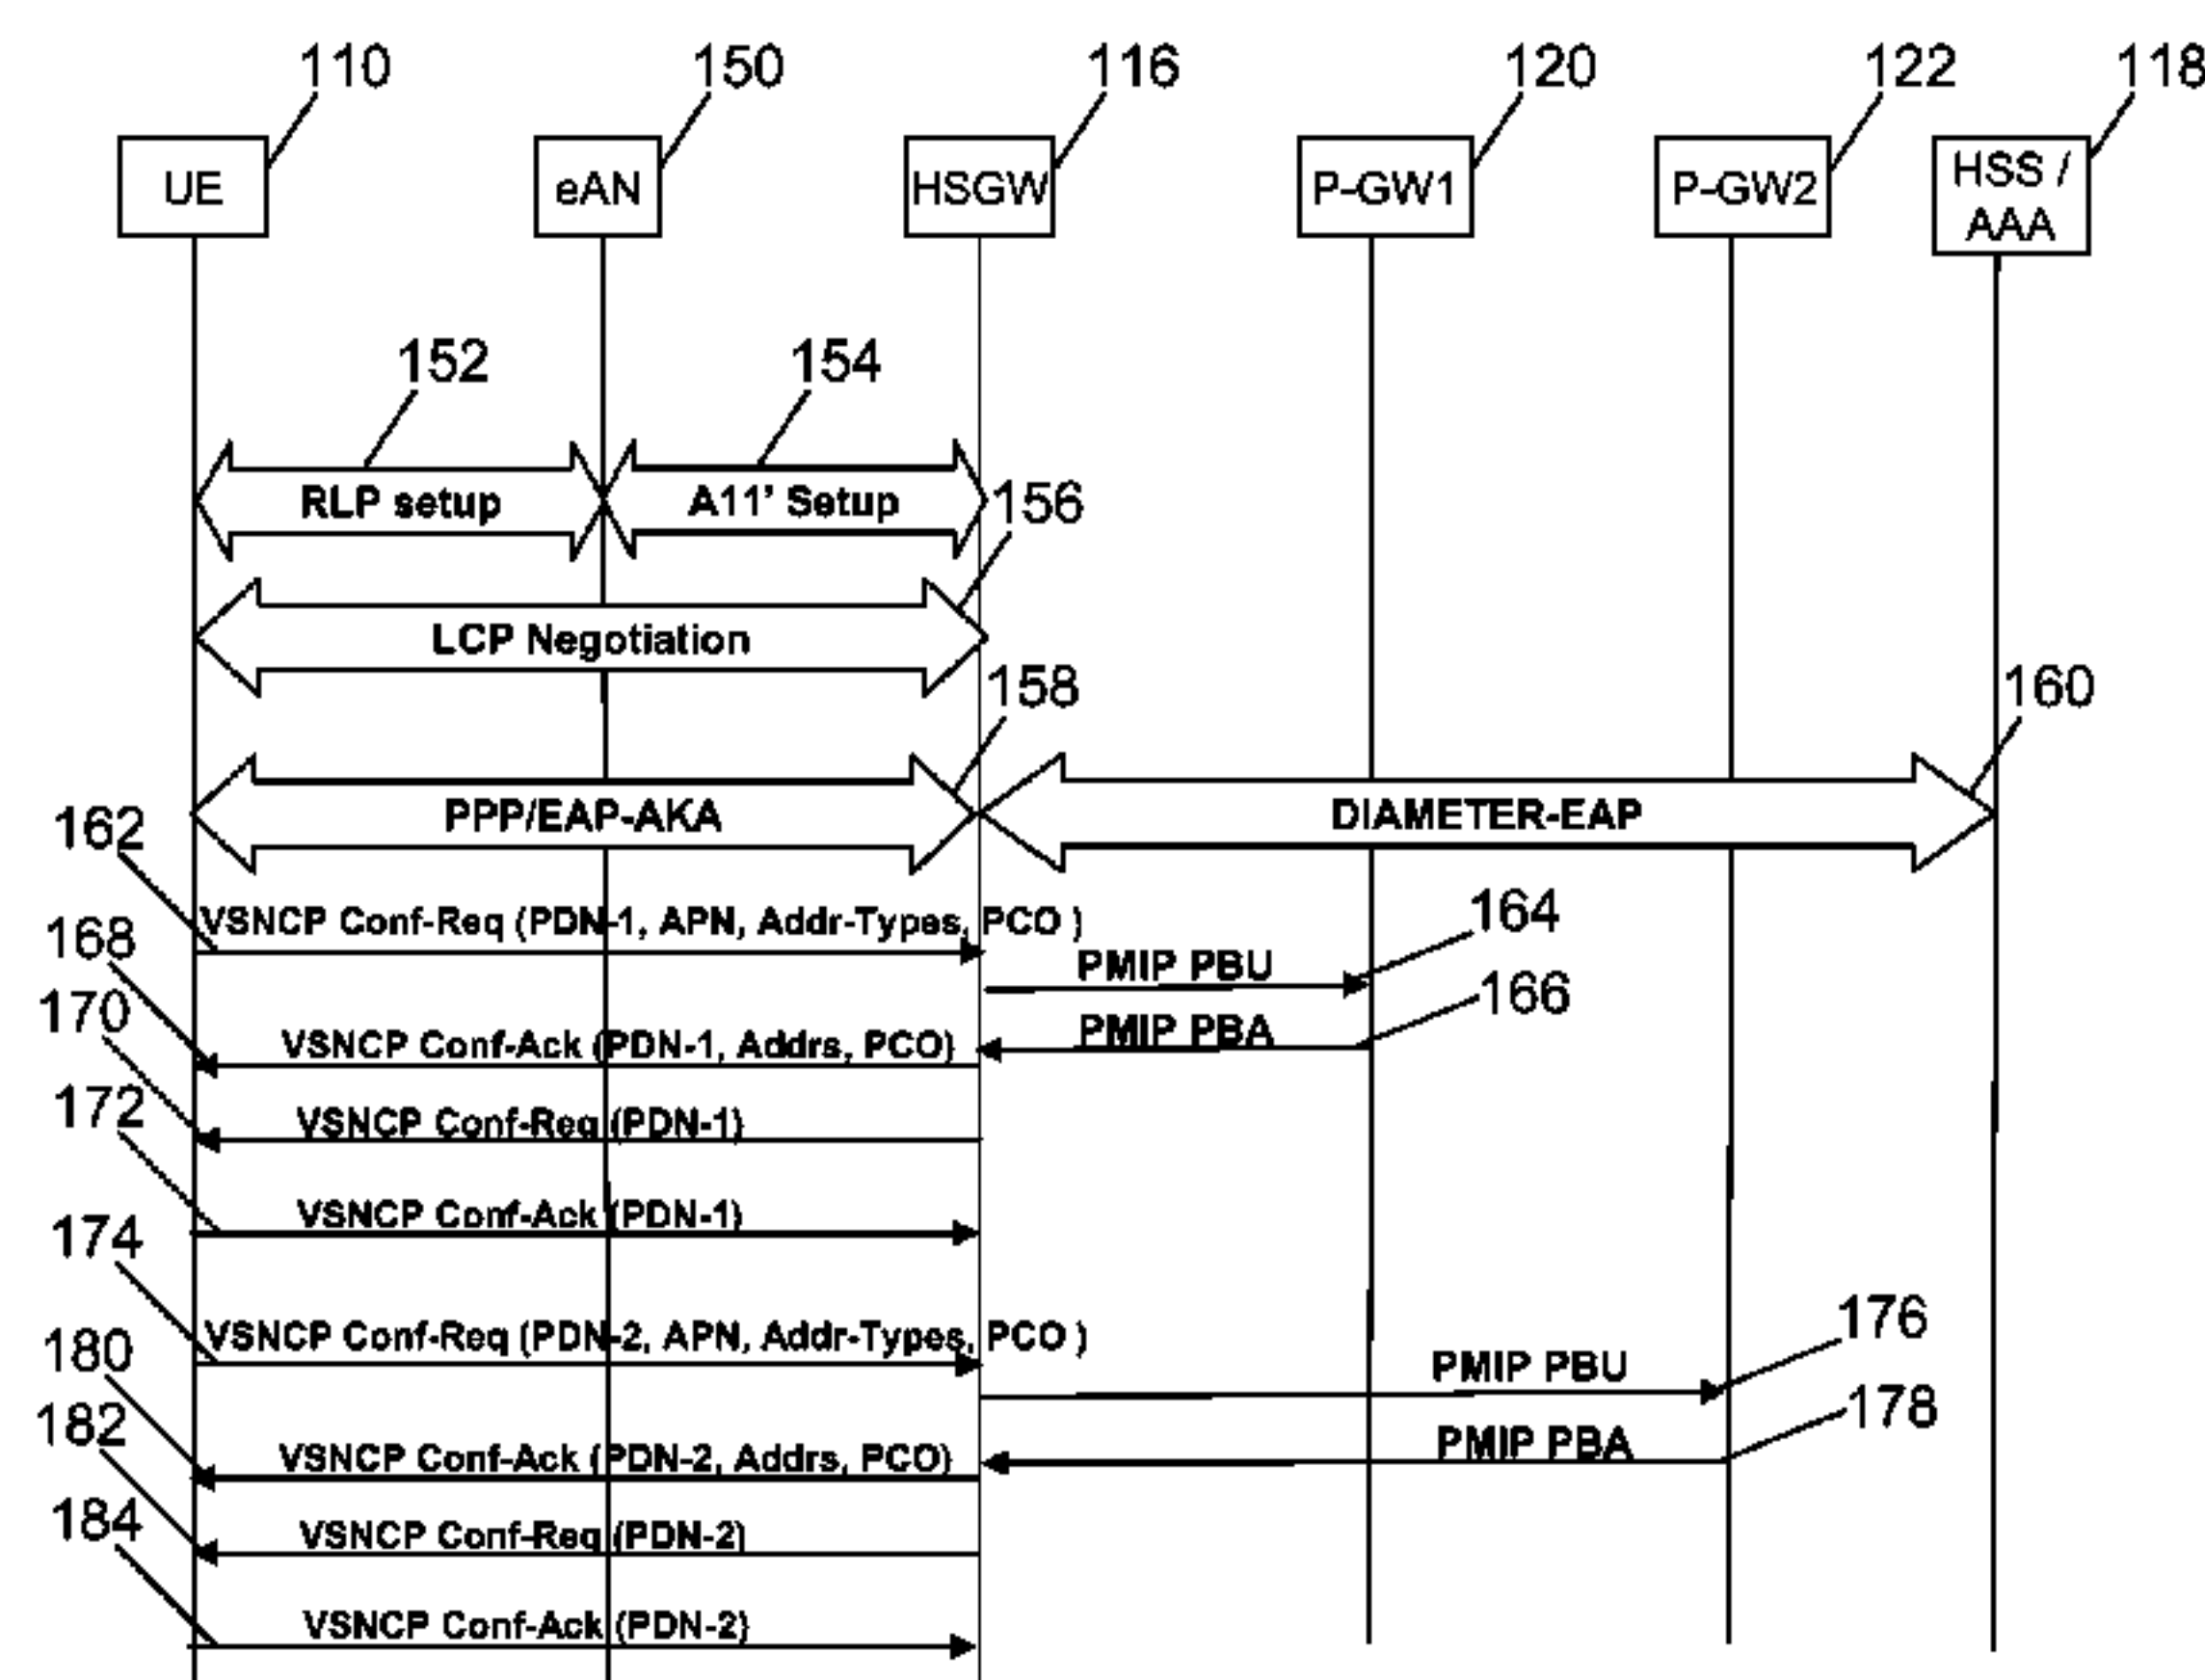 110
150
116
120
122
118
UE
eAN
HSGW
P-GW1
P-GW2
HSS /
AAA
152
154
RLP setup
A11' Setup
156
LCP Negotiation
158
160
PPP/EAP-AKA
DIAMETER-EAP
162
VSNCP Conf-Req (PDN-1, APN, Addr-Types, PCO )
164
168
PMIP PBU
166
170
VSNCP Conf-Ack (PDN-1, Addrs, PCO)
PMIP PBA
172
VSNCP Conf-Req (PDN-1)
VSNCP Conf-Ack (PDN-1)
174
VSNCP Conf-Req (PDN-2, APN, Addr-Types, PCO )
176
180
PMIP PBU
178
182
VSNCP Conf-Ack (PDN-2, Addrs, PCO)
PMIP PBA
184
VSNCP Conf-Req (PDN-2)
VSNCP Conf-Ack (PDN-2)